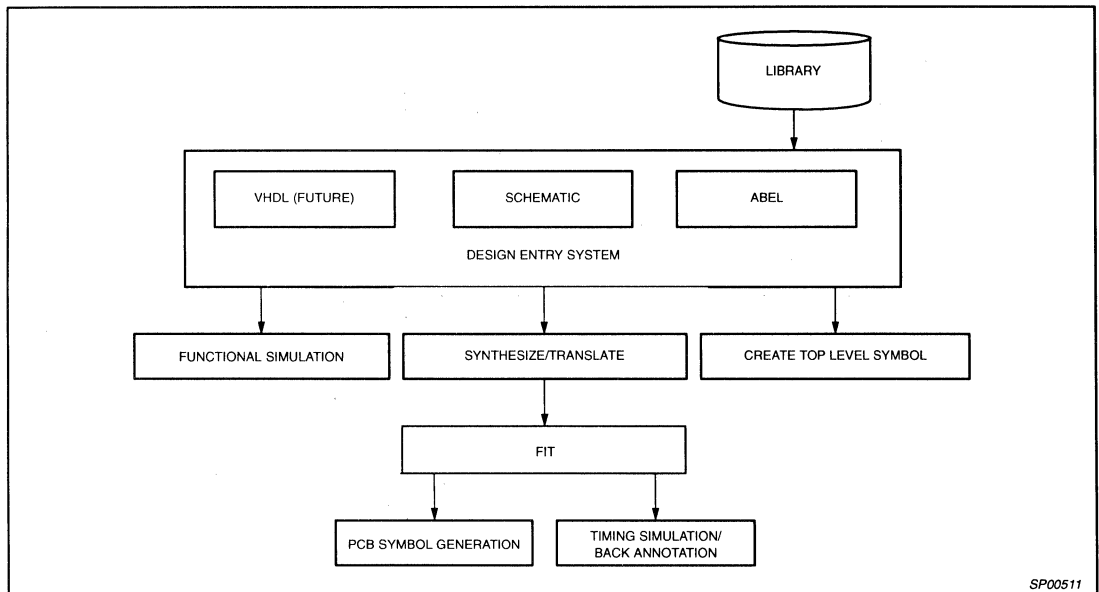 LIBRARY
VHDL (FUTURE)
SCHEMATIC
ABEL
DESIGN ENTRY SYSTEM
FUNCTIONAL SIMULATION
SYNTHESIZE/TRANSLATE
CREATE TOP LEVEL SYMBOL
FIT
PCB SYMBOL GENERATION
TIMING SIMULATION/
BACK ANNOTATION
SP00511